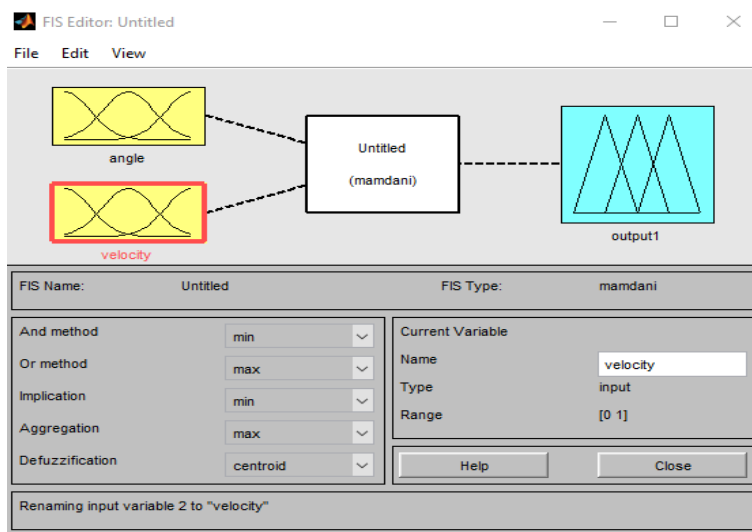 FIS Editor: Untitled
File Edit View
angle
Untitled
(mamdani)
velocity
output1
FIS Name: Untitled FIS Type: mamdani
And method min
Or method max
Implication min
Aggregation max
Defuzzification centroid
Current Variable
Name velocity
Type input
Range [0 1]
Help Close
Renaming input variable 2 to "velocity"